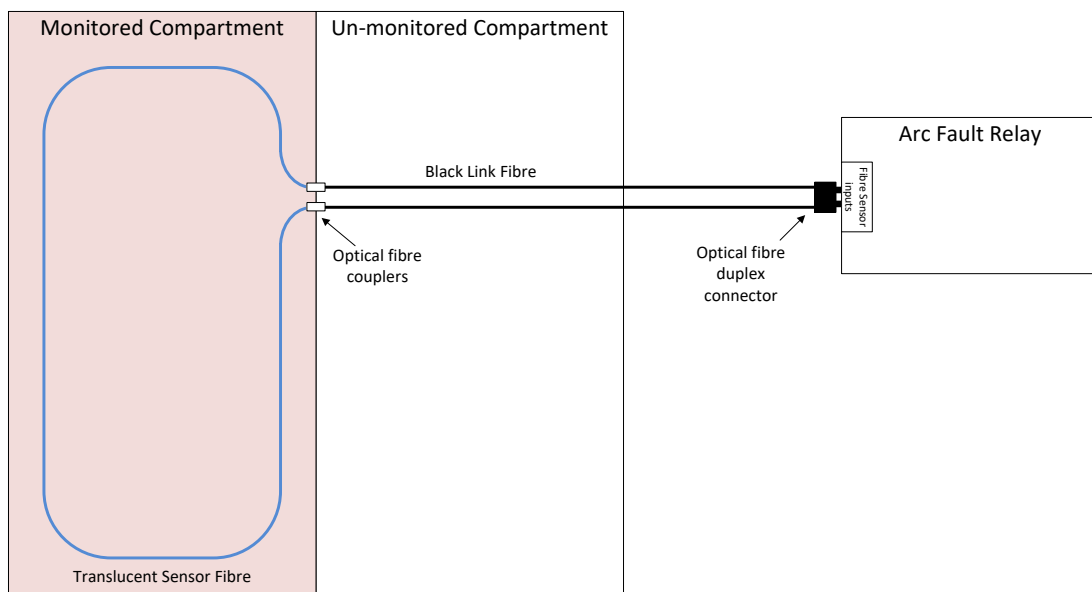 Monitored Compartment
Un-monitored Compartment
Arc Fault Relay
Black Link Fibre
Fibre Sensor
inputs
Optical fibre
couplers
Optical fibre
duplex
connector
Translucent Sensor Fibre